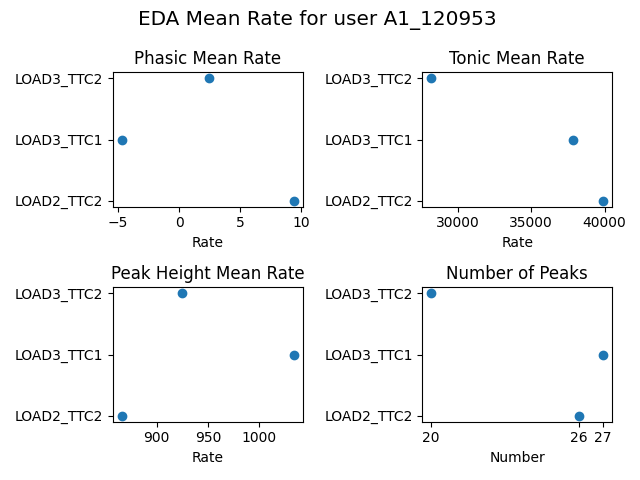 EDA Mean Rate for user A1_120953
Phasic Mean Rate
LOAD3_TTC2
LOAD3_TTC1
LOAD2_TTC2
−5 0 5 10
Rate
Tonic Mean Rate
LOAD3_TTC2
LOAD3_TTC1
LOAD2_TTC2
30000 35000 40000
Rate
Peak Height Mean Rate
LOAD3_TTC2
LOAD3_TTC1
LOAD2_TTC2
900 950 1000
Rate
Number of Peaks
LOAD3_TTC2
LOAD3_TTC1
LOAD2_TTC2
20 26 27
Number